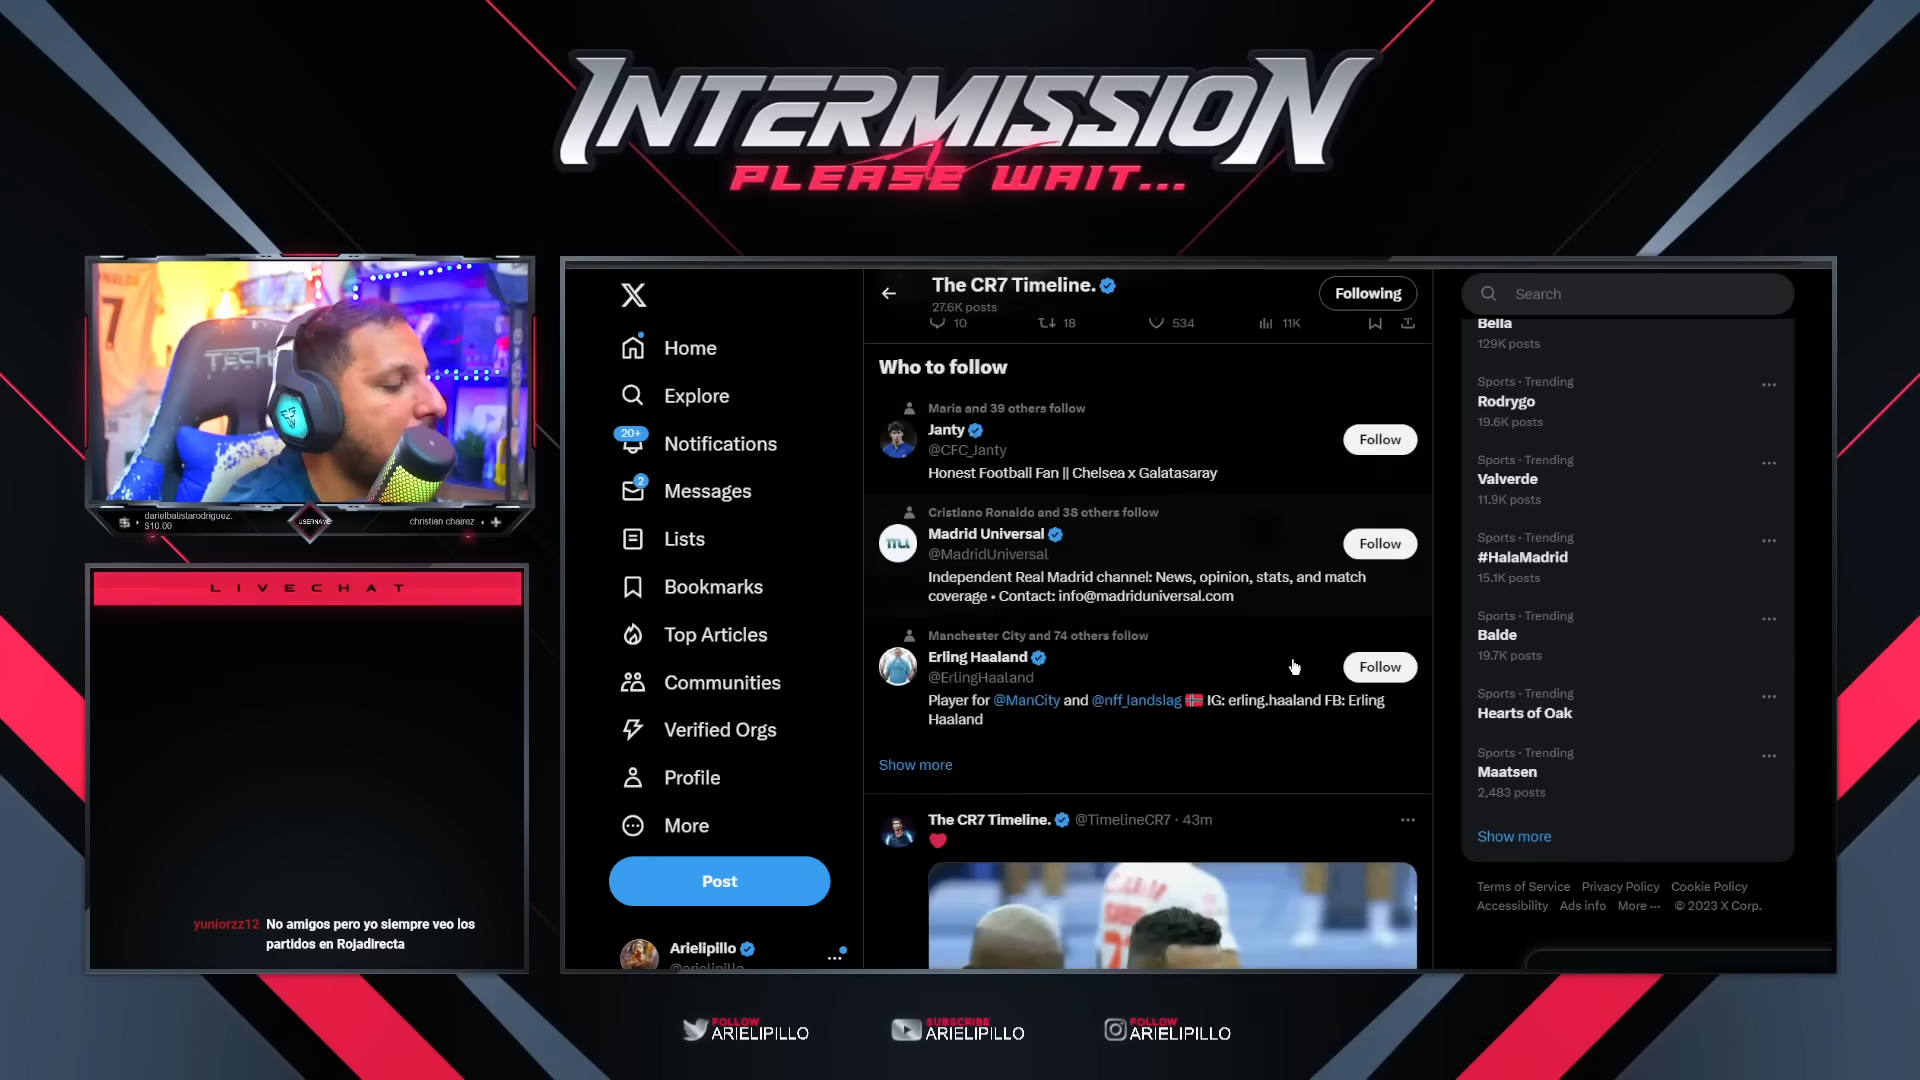 INTERMISSION
PLEASE WAIT...
7
TECH
darielbatistarodriguez:
$10.00
USERNAME
christian chairez
LIVECHAT
yuniorzz12 No amigos pero yo siempre veo los
partidos en Rojadirecta
X
Home
Explore
20+
Notifications
2
Messages
Lists
Bookmarks
Top Articles
Communities
Verified Orgs
Profile
More
Post
Arielipillo
@arielipillo
The CR7 Timeline.
27.6K posts
Following
10 18 534 11K
Who to follow
Maria and 39 others follow
Janty
@CFC_Janty
Follow
Honest Football Fan || Chelsea x Galatasaray
Cristiano Ronaldo and 38 others follow
mu
Madrid Universal
@MadridUniversal
Follow
Independent Real Madrid channel: News, opinion, stats, and match
coverage • Contact: info@madriduniversal.com
Manchester City and 74 others follow
Erling Haaland
@ErlingHaaland
Follow
Player for @ManCity and @nff_landslag 🇳🇴 IG: erling.haaland FB: Erling
Haaland
Show more
The CR7 Timeline. @TimelineCR7 · 43m
❤️
Search
Bella
129K posts
Sports · Trending
Rodrygo
19.6K posts
Sports · Trending
Valverde
11.9K posts
Sports · Trending
#HalaMadrid
15.1K posts
Sports · Trending
Balde
19.7K posts
Sports · Trending
Hearts of Oak
Sports · Trending
Maatsen
2,483 posts
Show more
Terms of Service Privacy Policy Cookie Policy
Accessibility Ads info More ··· © 2023 X Corp.
FOLLOW
ARIELIPILLO
SUBSCRIBE
ARIELIPILLO
FOLLOW
ARIELIPILLO